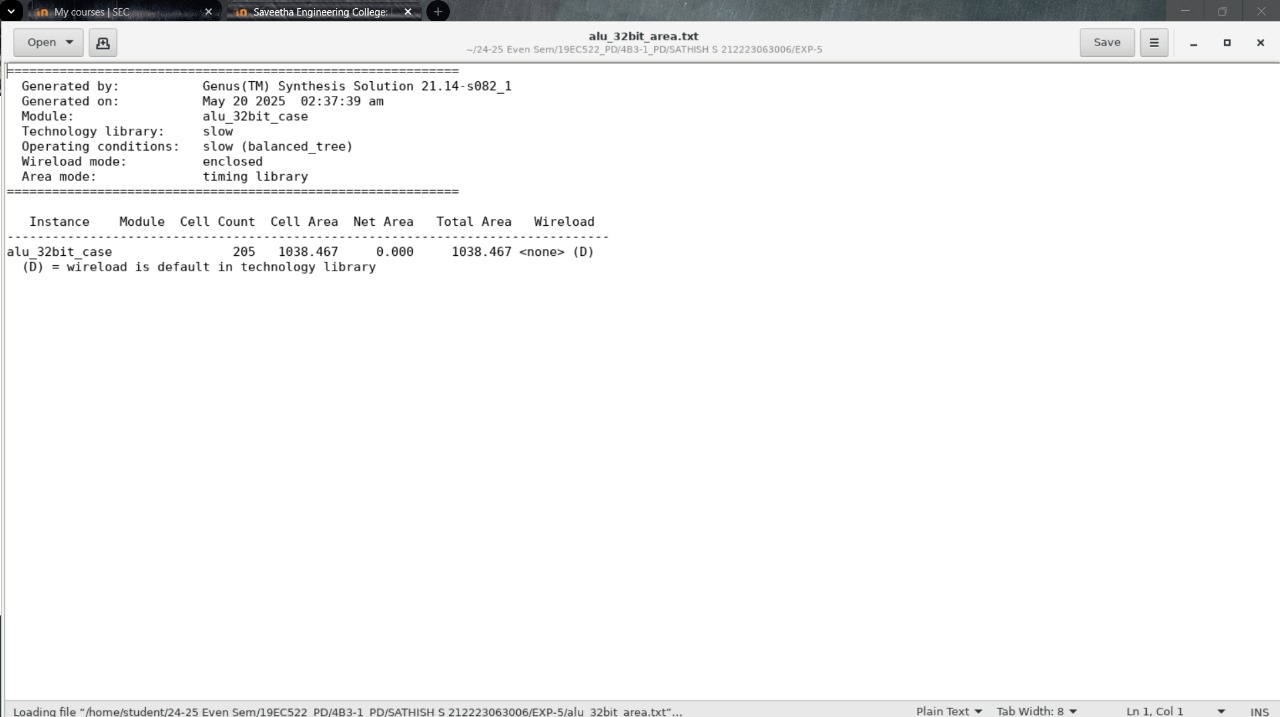 My courses | SEC
Saveetha Engineering College:
Open
alu_32bit_area.txt
~/24-25 Even Sem/19EC522_PD/4B3-1_PD/SATHISH S 212223063006/EXP-5
Save
============================================================
  Generated by:           Genus(TM) Synthesis Solution 21.14-s082_1
  Generated on:           May 20 2025  02:37:39 am
  Module:                 alu_32bit_case
  Technology library:     slow
  Operating conditions:   slow (balanced_tree)
  Wireload mode:          enclosed
  Area mode:              timing library
============================================================
   Instance    Module  Cell Count  Cell Area  Net Area   Total Area   Wireload
--------------------------------------------------------------------------------
alu_32bit_case                205   1038.467     0.000     1038.467 <none> (D)
  (D) = wireload is default in technology library
Loading file “/home/student/24-25 Even Sem/19EC522_PD/4B3-1_PD/SATHISH S 212223063006/EXP-5/alu_32bit_area.txt”…
Plain Text
Tab Width: 8
Ln 1, Col 1
INS